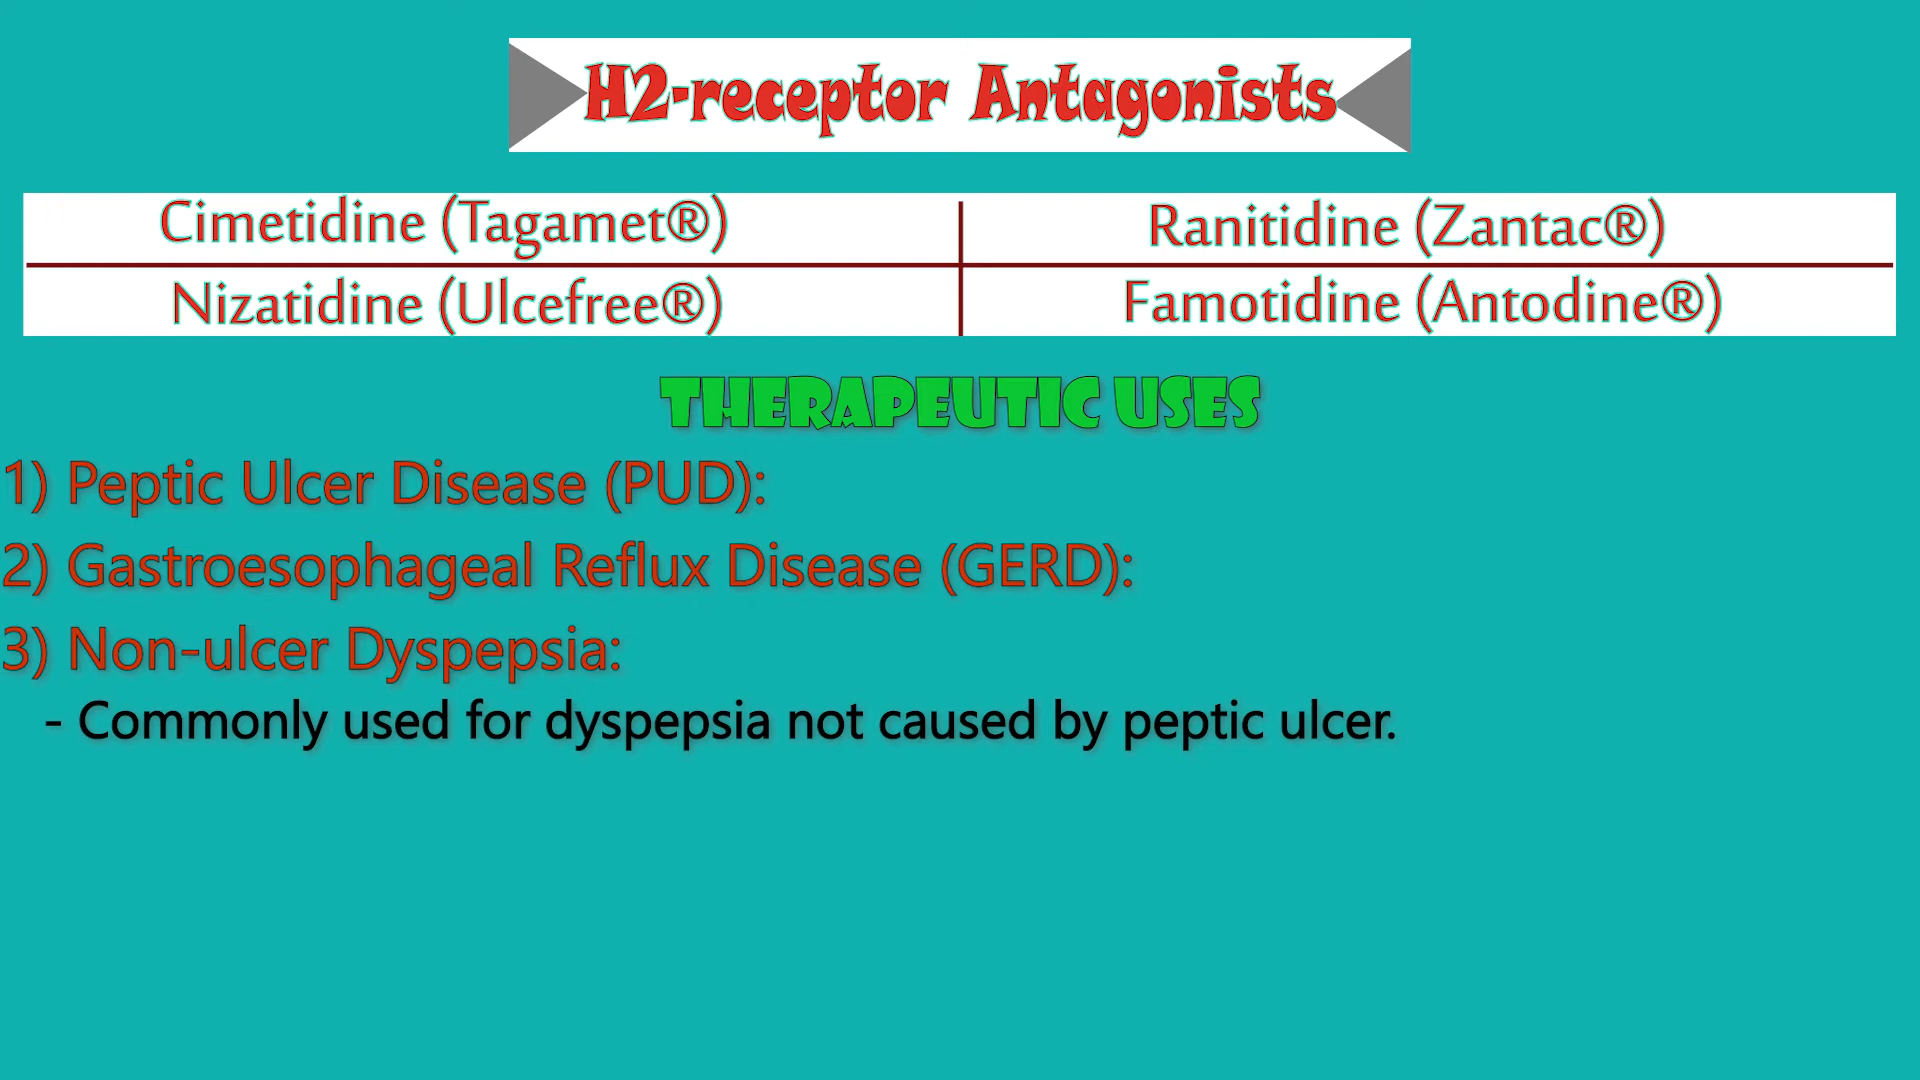 H2-receptor Antagonists
Cimetidine (Tagamet®) Ranitidine (Zantac®)
Nizatidine (Ulcefree®) Famotidine (Antodine®)
THERAPEUTIC USES
1) Peptic Ulcer Disease (PUD):
2) Gastroesophageal Reflux Disease (GERD):
3) Non-ulcer Dyspepsia:
- Commonly used for dyspepsia not caused by peptic ulcer.